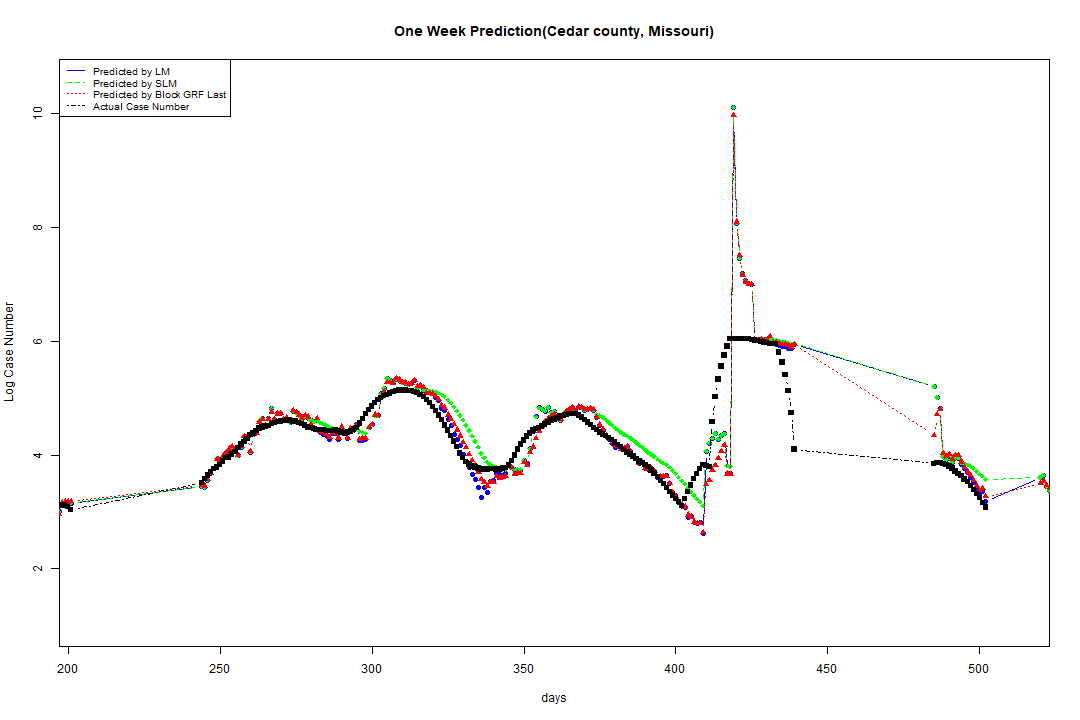 One Week Prediction(Cedar county, Missouri)
Predicted by LM
Predicted by SLM
Predicted by Block GRF Last
Actual Case Number
10
8
6
4
2
Log Case Number
200 250 300 350 400 450 500
days